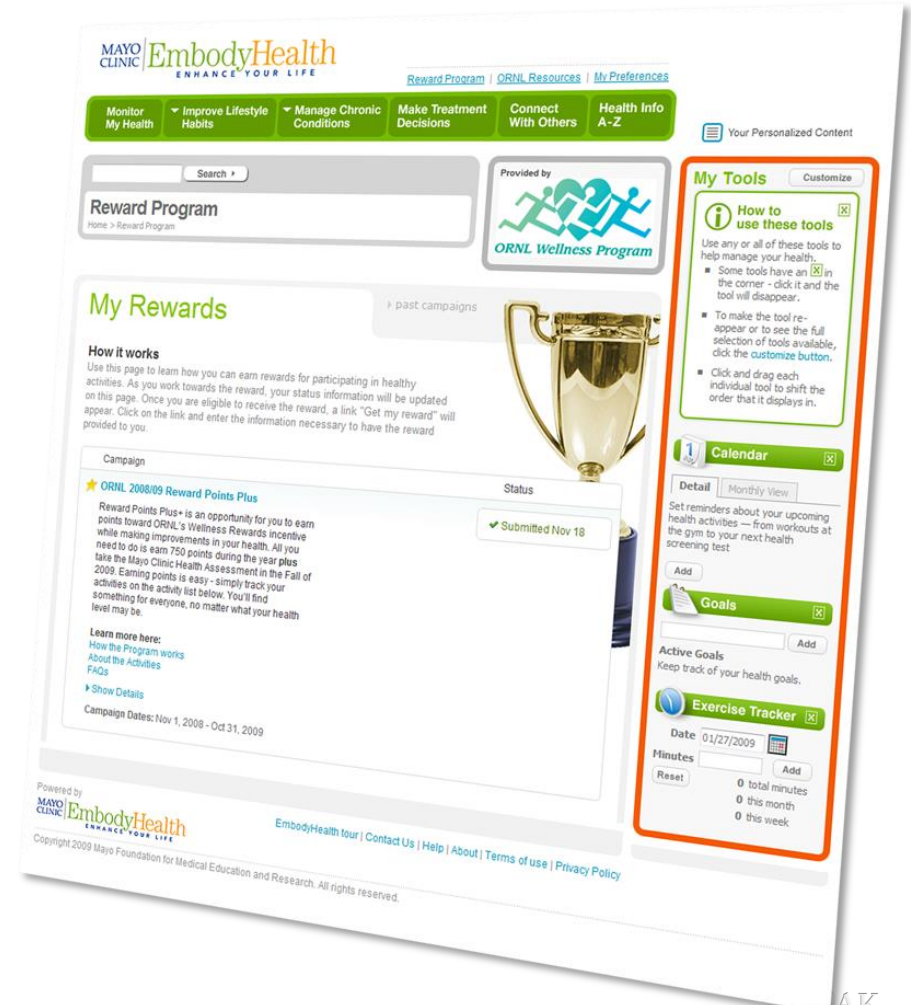 MAYO CLINIC EmbodyHealth
ENHANCE YOUR LIFE
Reward Program | ORNL Resources | My Preferences
Monitor My Health
Improve Lifestyle Habits
Manage Chronic Conditions
Make Treatment Decisions
Connect With Others
Health Info A-Z
Your Personalized Content
Search
Reward Program
Home > Reward Program
Provided by
ORNL Wellness Program
My Rewards
past campaigns
How it works
Use this page to learn how you can earn rewards for participating in healthy
activities. As you work towards the reward, your status information will be updated
on this page. Once you are eligible to receive the reward, a link "Get my reward" will
appear. Click on the link and enter the information necessary to have the reward
provided to you.
Campaign
Status
ORNL 2008/09 Reward Points Plus
Submitted Nov 18
Reward Points Plus+ is an opportunity for you to earn
points toward ORNL's Wellness Rewards incentive
while making improvements in your health. All you
need to do is earn 750 points during the year plus
take the Mayo Clinic Health Assessment in the Fall of
2009. Earning points is easy - simply track your
activities on the activity list below. You'll find
something for everyone, no matter what your health
level may be.
Learn more here:
How the Program works
About the Activities
FAQs
Show Details
Campaign Dates: Nov 1, 2008 - Oct 31, 2009
My Tools
Customize
How to
use these tools
Use any or all of these tools to
help manage your health.
Some tools have an x in
the corner - click it and the
tool will disappear.
To make the tool re-
appear or to see the full
selection of tools available,
click the customize button.
Click and drag each
individual tool to shift the
order that it displays in.
Calendar
Detail
Monthly View
Set reminders about your upcoming
health activities — from workouts at
the gym to your next health
screening test
Add
Goals
Add
Active Goals
Keep track of your health goals.
Exercise Tracker
Date 01/27/2009
Minutes
Add
Reset
0 total minutes
0 this month
0 this week
Powered by
MAYO CLINIC EmbodyHealth
ENHANCE YOUR LIFE
EmbodyHealth tour | Contact Us | Help | About | Terms of use | Privacy Policy
Copyright 2009 Mayo Foundation for Medical Education and Research. All rights reserved.